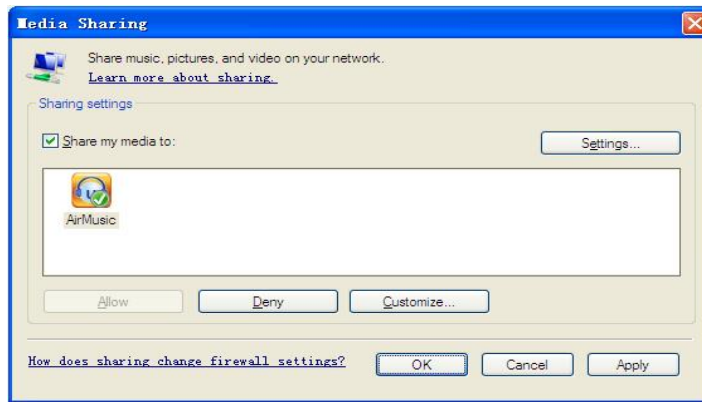 Media Sharing
Share music, pictures, and video on your network.
Learn more about sharing.
Sharing settings
Share my media to:
Settings...
AirMusic
Allow
Deny
Customize...
How does sharing change firewall settings?
OK
Cancel
Apply